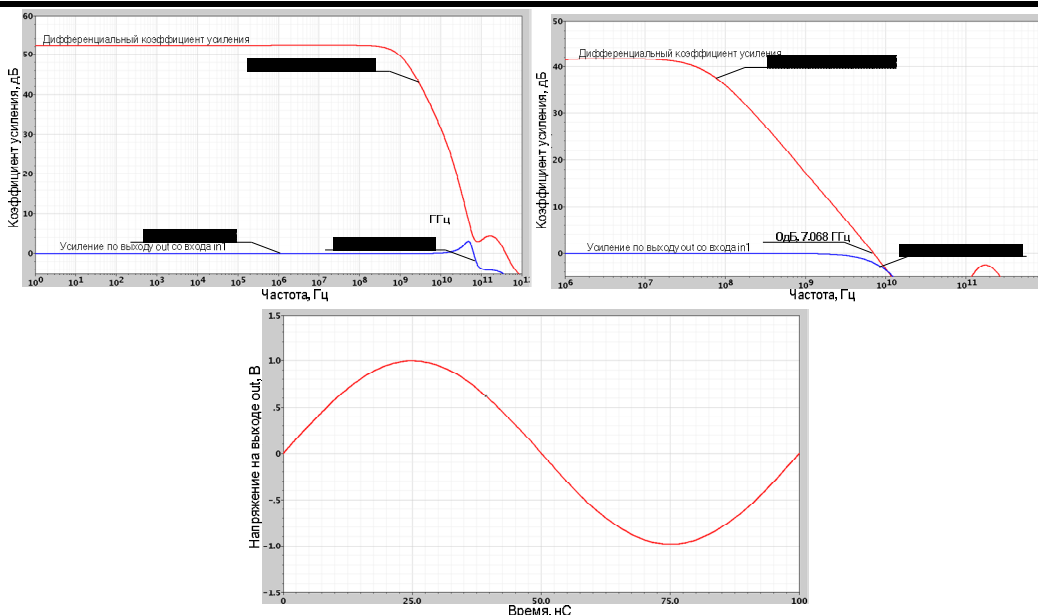 60
50
40
30
20
10
0
Коэффициент усиления, дБ
Дифференциальный коэффициент усиления
ГГц
Усиление по выходу out со входа in1
10⁰ 10¹ 10² 10³ 10⁴ 10⁵ 10⁶ 10⁷ 10⁸ 10⁹ 10¹⁰ 10¹¹
Частота, Гц
50
40
30
20
10
0
Коэффициент усиления, дБ
Дифференциальный коэффициент усиления
0дБ, 7.068 ГГц
Усиление по выходу out со входа in1
10⁶ 10⁷ 10⁸ 10⁹ 10¹⁰ 10¹¹
Частота, Гц
1.5
1.0
.5
0
-.5
-1.0
-1.5
Напряжение на выходе out, В
0 25.0 50.0 75.0 100
Время, нС